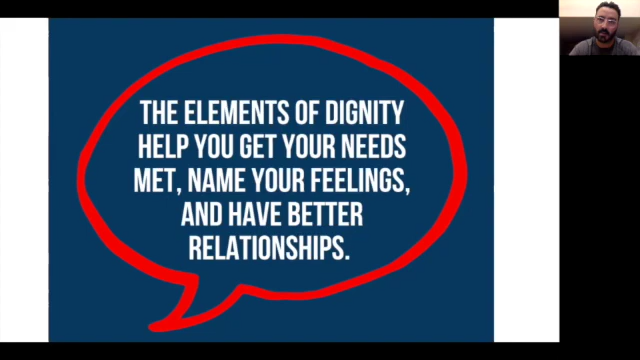 THE ELEMENTS OF DIGNITY
HELP YOU GET YOUR NEEDS
MET, NAME YOUR FEELINGS,
AND HAVE BETTER
RELATIONSHIPS.